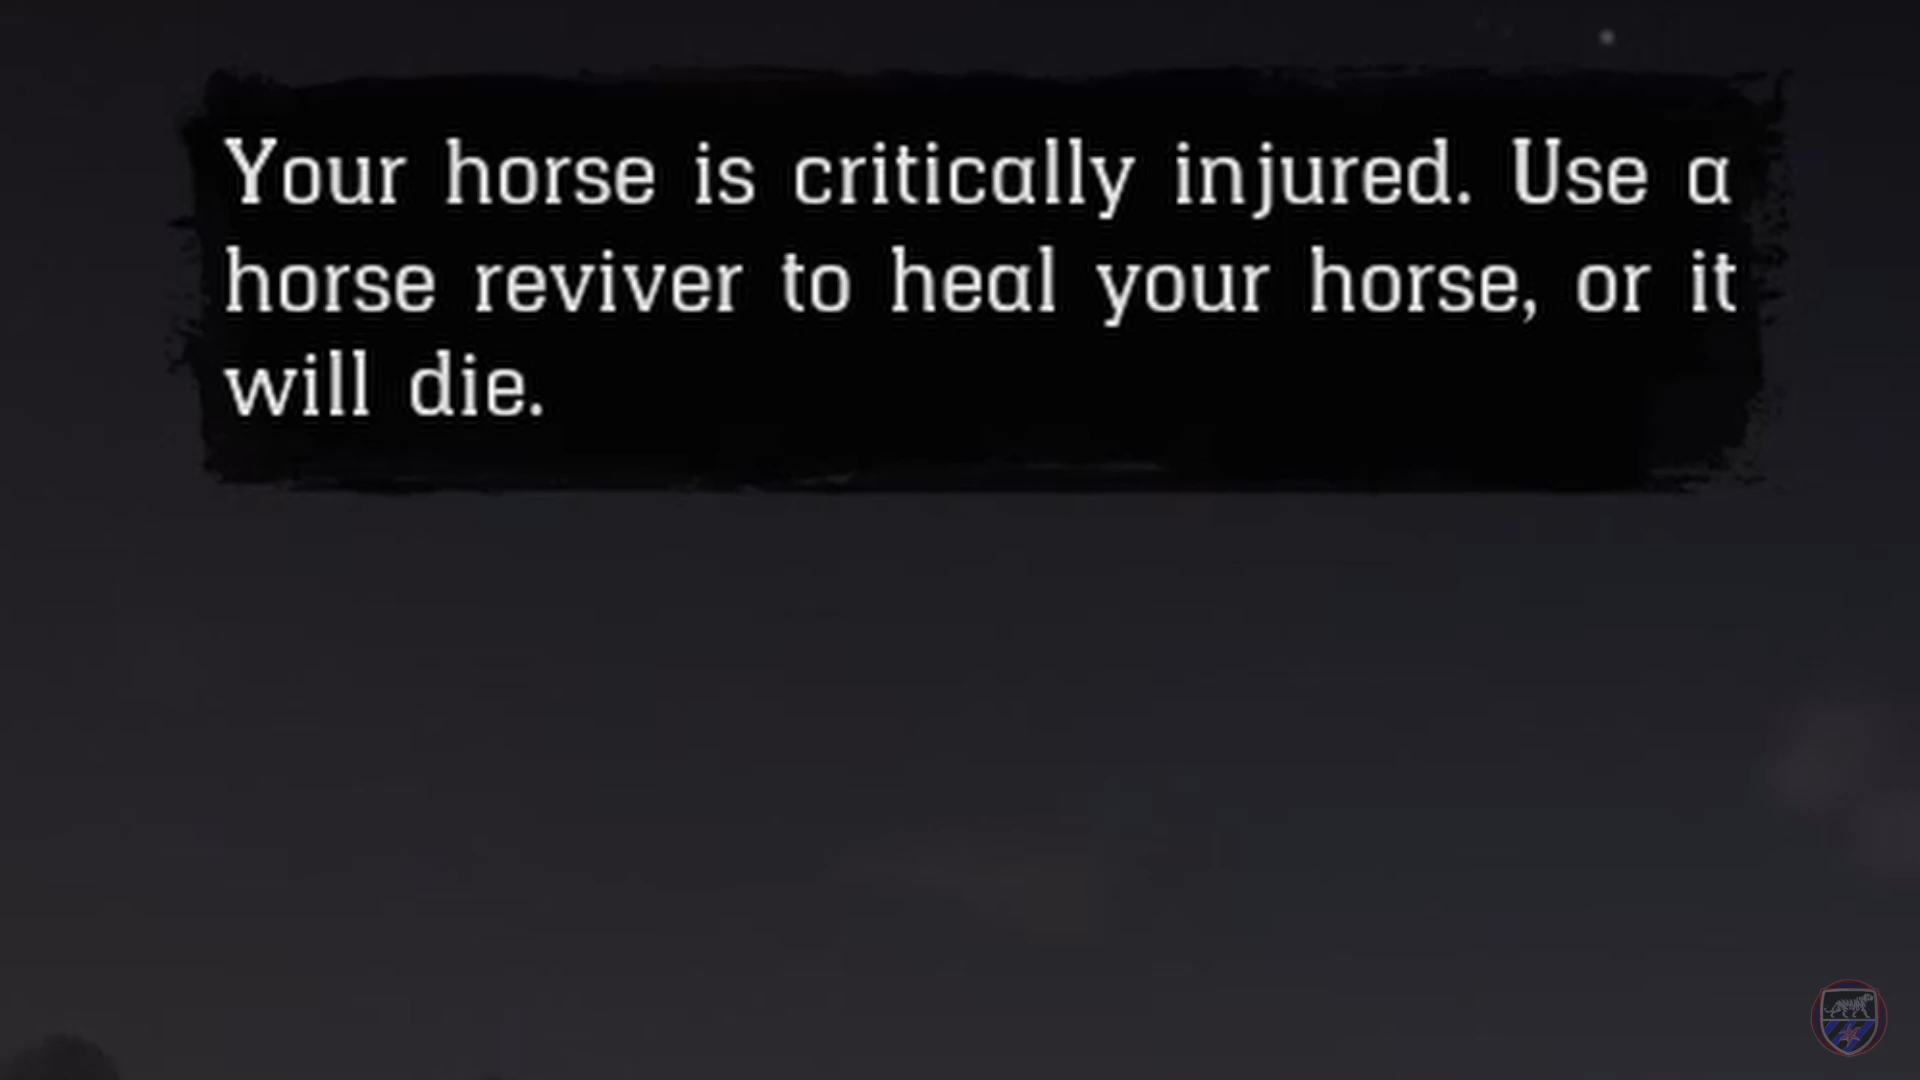 Your horse is critically injured. Use a
horse reviver to heal your horse, or it
will die.